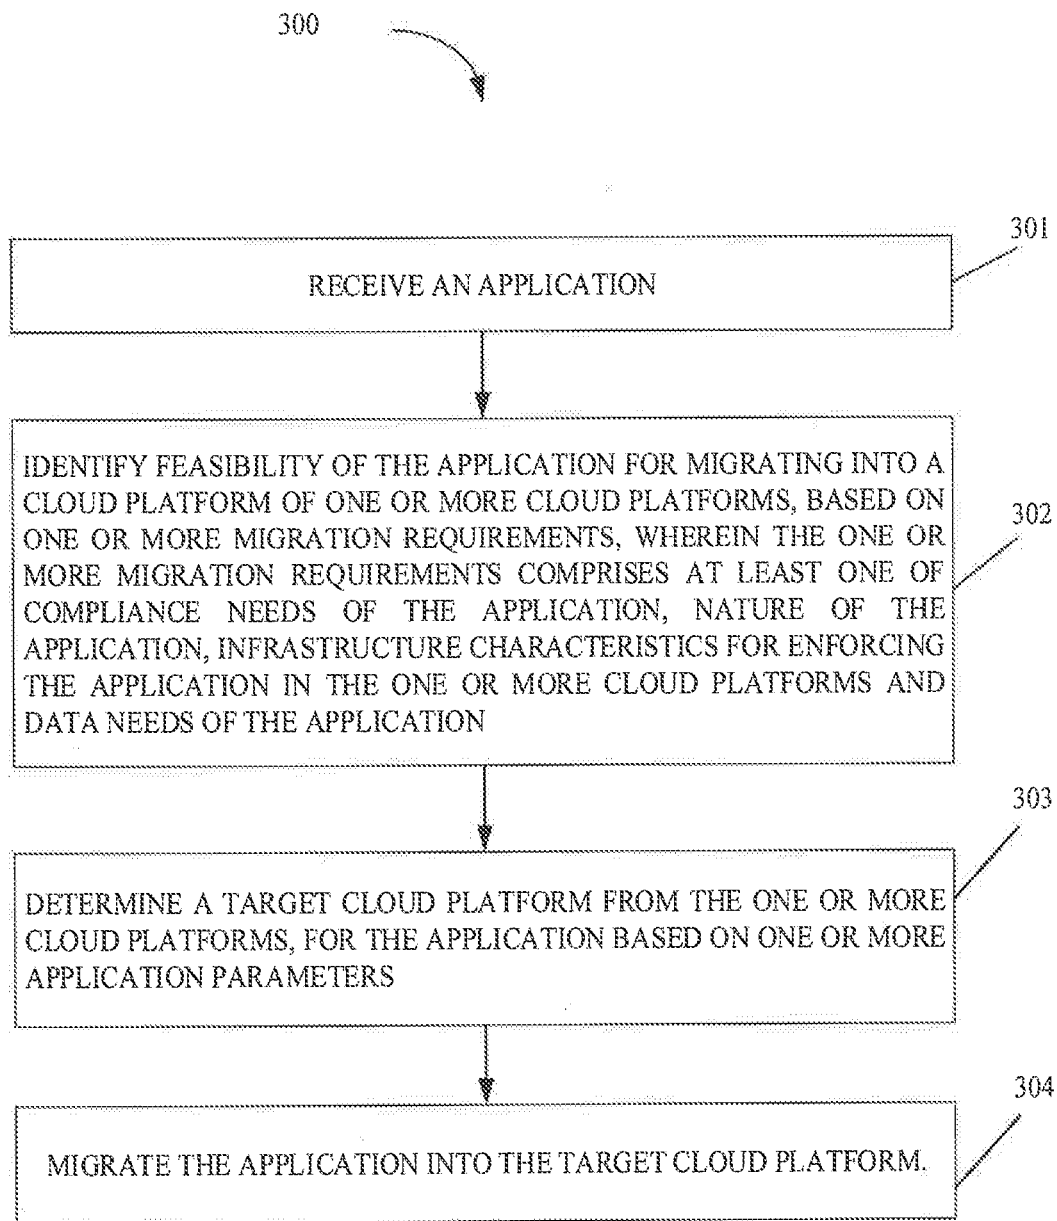 300
301
RECEIVE AN APPLICATION
IDENTIFY FEASIBILITY OF THE APPLICATION FOR MIGRATING INTO A
CLOUD PLATFORM OF ONE OR MORE CLOUD PLATFORMS, BASED ON
ONE OR MORE MIGRATION REQUIREMENTS, WHEREIN THE ONE OR
MORE MIGRATION REQUIREMENTS COMPRISES AT LEAST ONE OF
COMPLIANCE NEEDS OF THE APPLICATION, NATURE OF THE
APPLICATION, INFRASTRUCTURE CHARACTERISTICS FOR ENFORCING
THE APPLICATION IN THE ONE OR MORE CLOUD PLATFORMS AND
DATA NEEDS OF THE APPLICATION
302
303
DETERMINE A TARGET CLOUD PLATFORM FROM THE ONE OR MORE
CLOUD PLATFORMS, FOR THE APPLICATION BASED ON ONE OR MORE
APPLICATION PARAMETERS
304
MIGRATE THE APPLICATION INTO THE TARGET CLOUD PLATFORM.